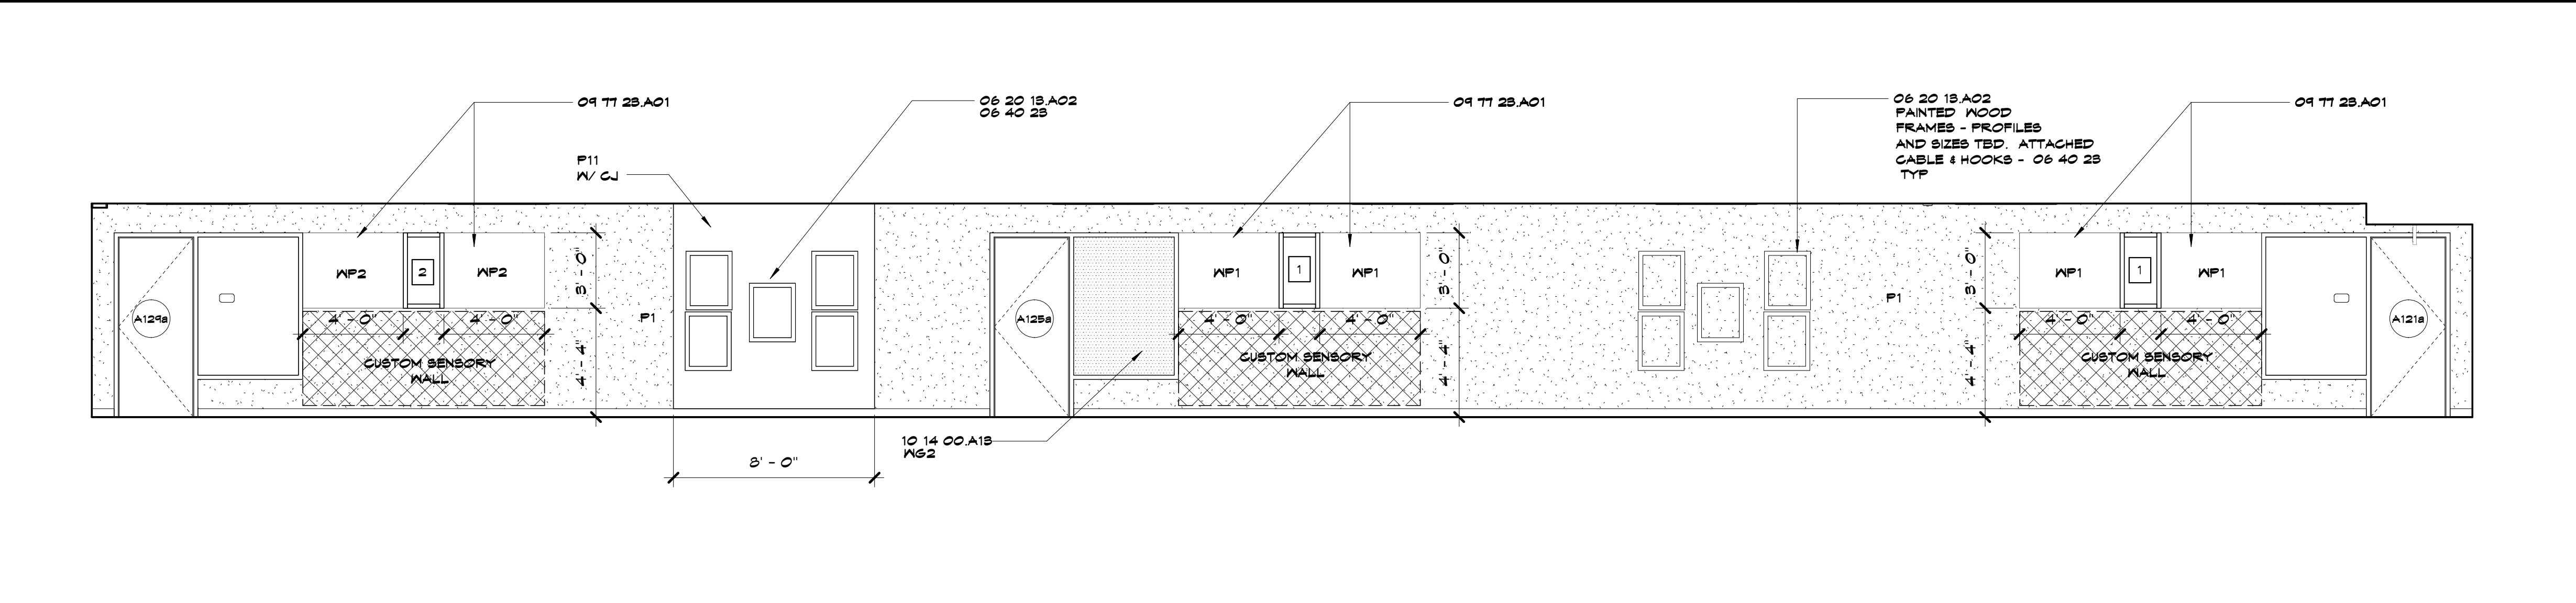 09 77 23.A01
06 20 13.A02
06 40 23
09 77 23.A01
06 20 13.A02
PAINTED WOOD
FRAMES - PROFILES
AND SIZES TBD. ATTACHED
CABLE & HOOKS - 06 40 23
TYP
09 77 23.A01
P11
W/ CJ
WP2
2
WP2
3' - 0"
WP1
1
WP1
3' - 0"
P1
3' - 0"
WP1
1
WP1
A129a
4' - 0"
4' - 0"
P1
A125a
4' - 0"
4' - 0"
4' - 0"
4' - 0"
A121a
CUSTOM SENSORY
WALL
4' - 4"
CUSTOM SENSORY
WALL
4' - 4"
4' - 4"
CUSTOM SENSORY
WALL
10 14 00.A13
WG2
8' - 0"